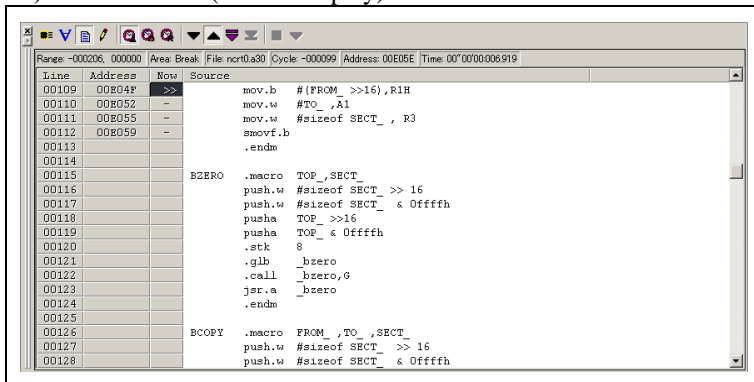 Range: -000206, 000000 Area: Break File: ncrt0.a30 Cycle: -000099 Address: 00E05E Time: 00"00'00:006.919
Line Address Now Source
00109 00E04F >> mov.b #(FROM_ >>16),R1H
00110 00E052 - mov.w #TO_ ,A1
00111 00E055 - mov.w #sizeof SECT_ , R3
00112 00E059 - smovf.b
00113 .endm
00114
00115 BZERO .macro TOP_,SECT_
00116 push.w #sizeof SECT_ >> 16
00117 push.w #sizeof SECT_ & 0ffffh
00118 pusha TOP_ >>16
00119 pusha TOP_ & 0ffffh
00120 .stk 8
00121 .glb _bzero
00122 .call _bzero,G
00123 jsr.a _bzero
00124 .endm
00125
00126 BCOPY .macro FROM_ ,TO_ ,SECT_
00127 push.w #sizeof SECT_ >> 16
00128 push.w #sizeof SECT_ & 0ffffh